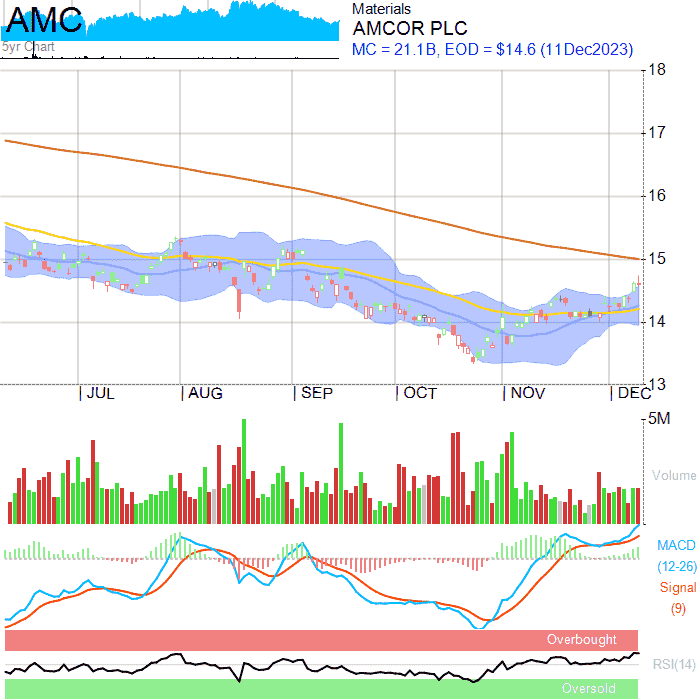 AMC
5yr Chart
Materials
AMCOR PLC
MC = 21.1B, EOD = $14.6 (11Dec2023)
18
17
16
15
14
13
JUL AUG SEP OCT NOV DEC
5M
Volume
MACD
(12-26)
Signal
(9)
Overbought
RSI(14)
Oversold